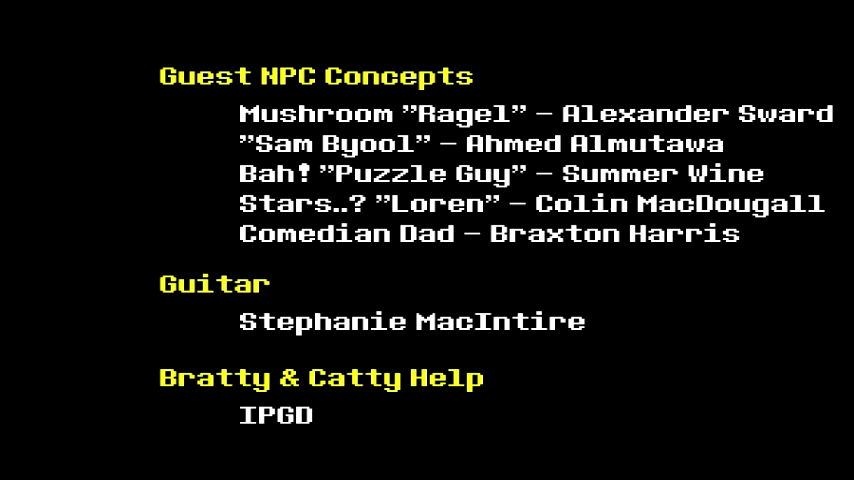 Guest NPC Concepts
Mushroom "Ragel" - Alexander Sward
"Sam Byool" - Ahmed Almutawa
Bah! "Puzzle Guy" - Summer Wine
Stars..? "Loren" - Colin MacDougall
Comedian Dad - Braxton Harris
Guitar
Stephanie MacIntire
Bratty & Catty Help
IPGD